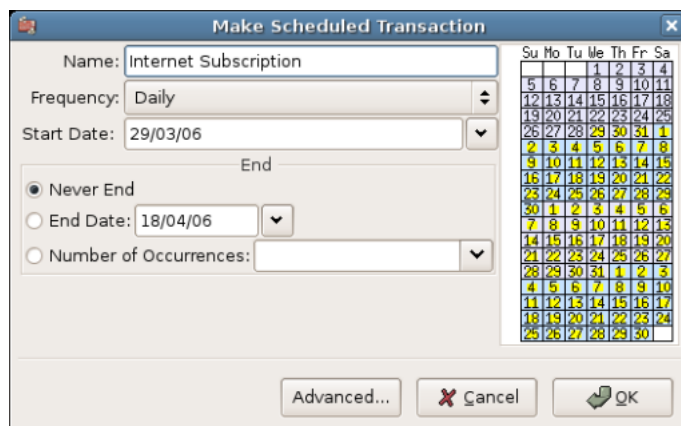 Make Scheduled Transaction
Name: Internet Subscription
Frequency: Daily
Start Date: 29/03/06
End
Never End
End Date: 18/04/06
Number of Occurrences:
Su Mo Tu We Th Fr Sa
1 2 3 4
5 6 7 8 9 10 11
12 13 14 15 16 17 18
19 20 21 22 23 24 25
26 27 28 29 30 31 1
2 3 4 5 6 7 8
9 10 11 12 13 14 15
16 17 18 19 20 21 22
23 24 25 26 27 28 29
30 1 2 3 4 5 6
7 8 9 10 11 12 13
14 15 16 17 18 19 20
21 22 23 24 25 26 27
28 29 30 31 1 2 3
4 5 6 7 8 9 10
11 12 13 14 15 16 17
18 19 20 21 22 23 24
25 26 27 28 29 30
Advanced... Cancel OK